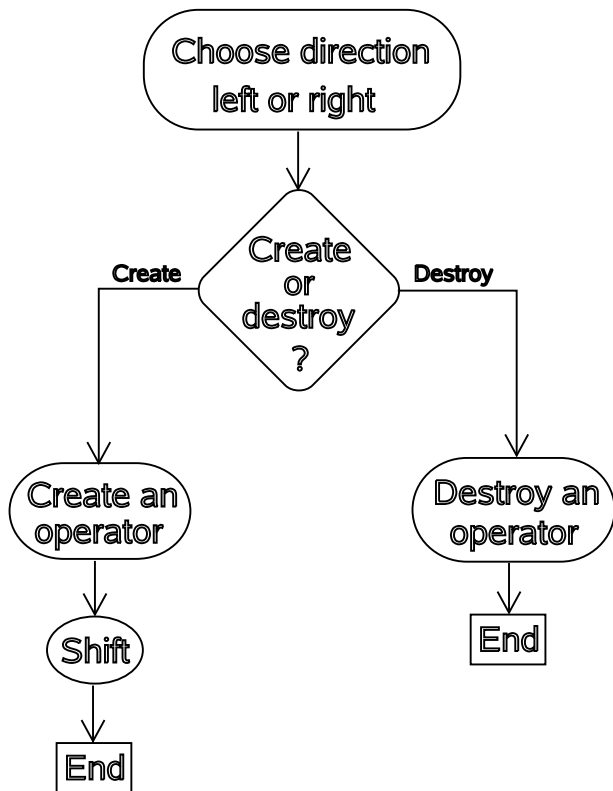 Choose direction
left or right
Create
or
destroy
?
Create
Destroy
Create an
operator
Destroy an
operator
Shift
End
End